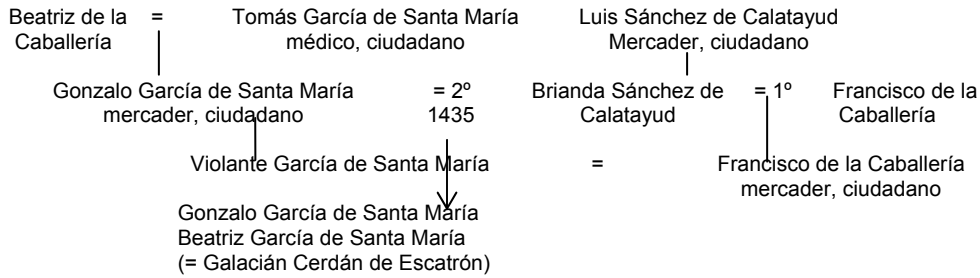 Beatriz de la = Tomás García de Santa María Luis Sánchez de Calatayud
Caballería médico, ciudadano Mercader, ciudadano
Gonzalo García de Santa María = 2º Brianda Sánchez de = 1º Francisco de la
mercader, ciudadano 1435 Calatayud Caballería
Violante García de Santa María = Francisco de la Caballería
mercader, ciudadano
Gonzalo García de Santa María
Beatriz García de Santa María
(= Galacián Cerdán de Escatrón)